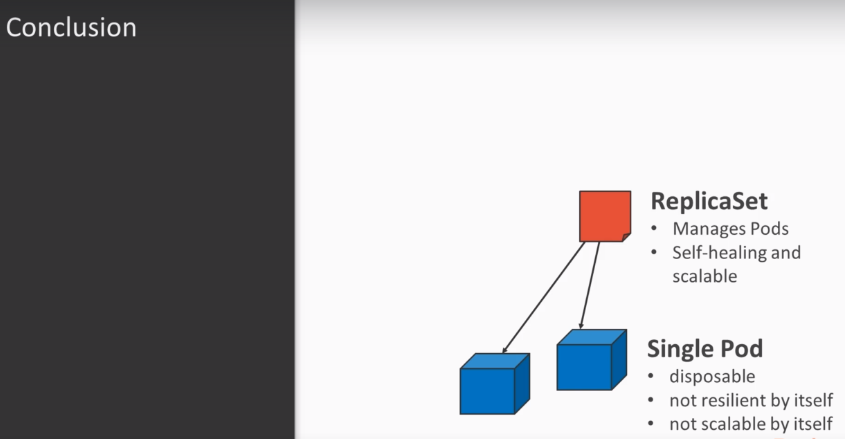 Conclusion
ReplicaSet
• Manages Pods
• Self-healing and
scalable
Single Pod
• disposable
• not resilient by itself
• not scalable by itself